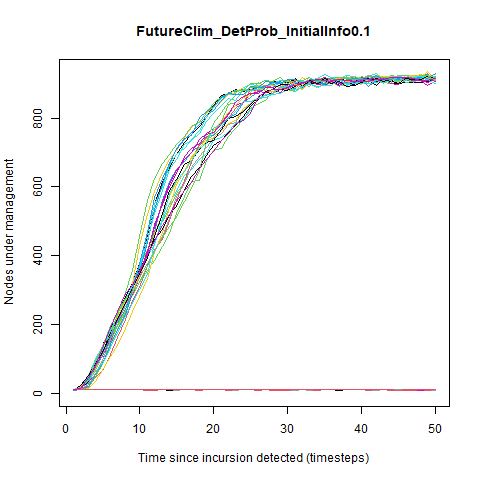 FutureClim_DetProb_InitialInfo0.1
Nodes under management
800
600
400
200
0
0 10 20 30 40 50
Time since incursion detected (timesteps)